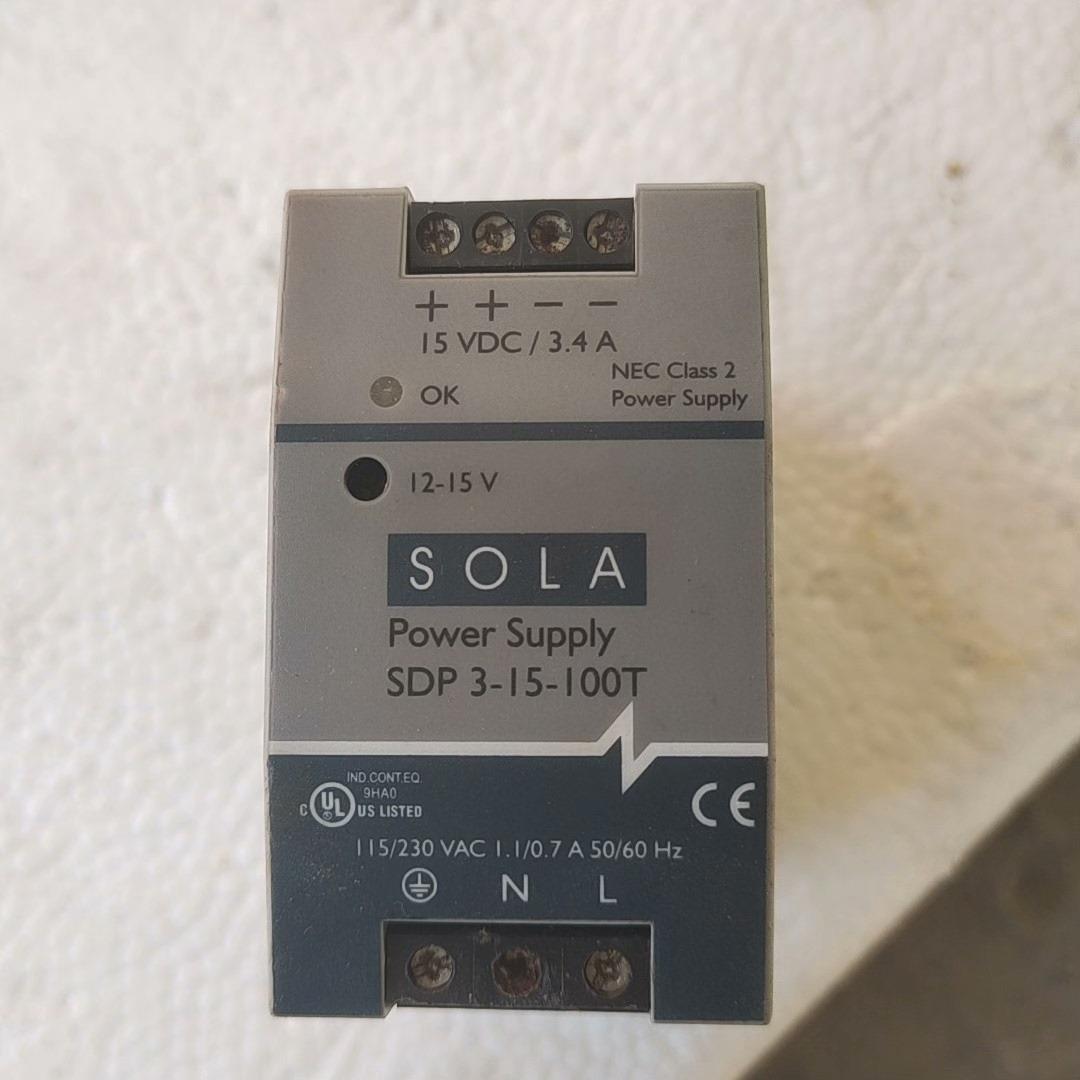 + + − −
15 VDC / 3.4 A
NEC Class 2
Power Supply
OK
12-15 V
SOLA
Power Supply
SDP 3-15-100T
IND.CONT.EQ.
9HA0
C UL US LISTED
CE
115/230 VAC 1.1/0.7 A 50/60 Hz
N L